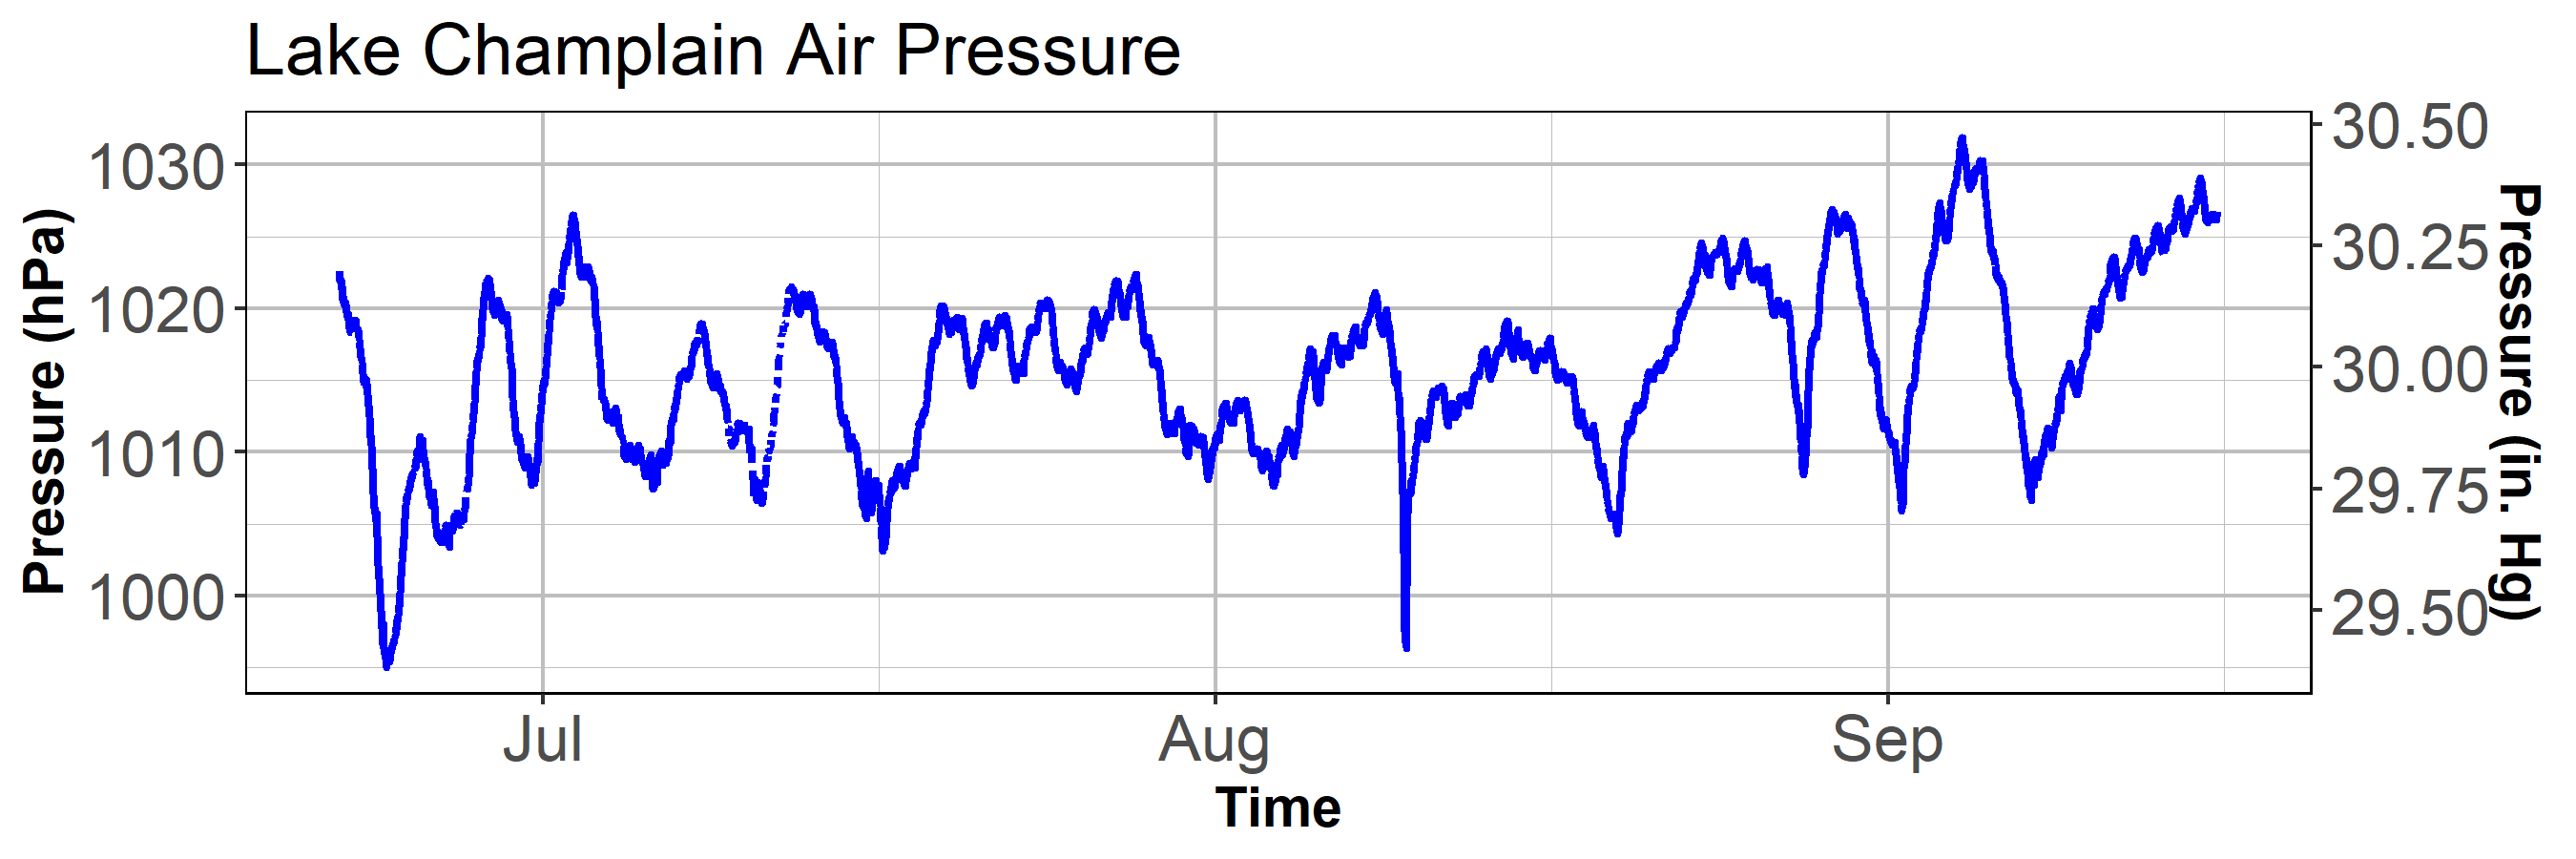 Lake Champlain Air Pressure
Pressure (hPa)
1030
1020
1010
1000
30.50
30.25
30.00
29.75
29.50
Pressure (in. Hg)
Jul Aug Sep
Time